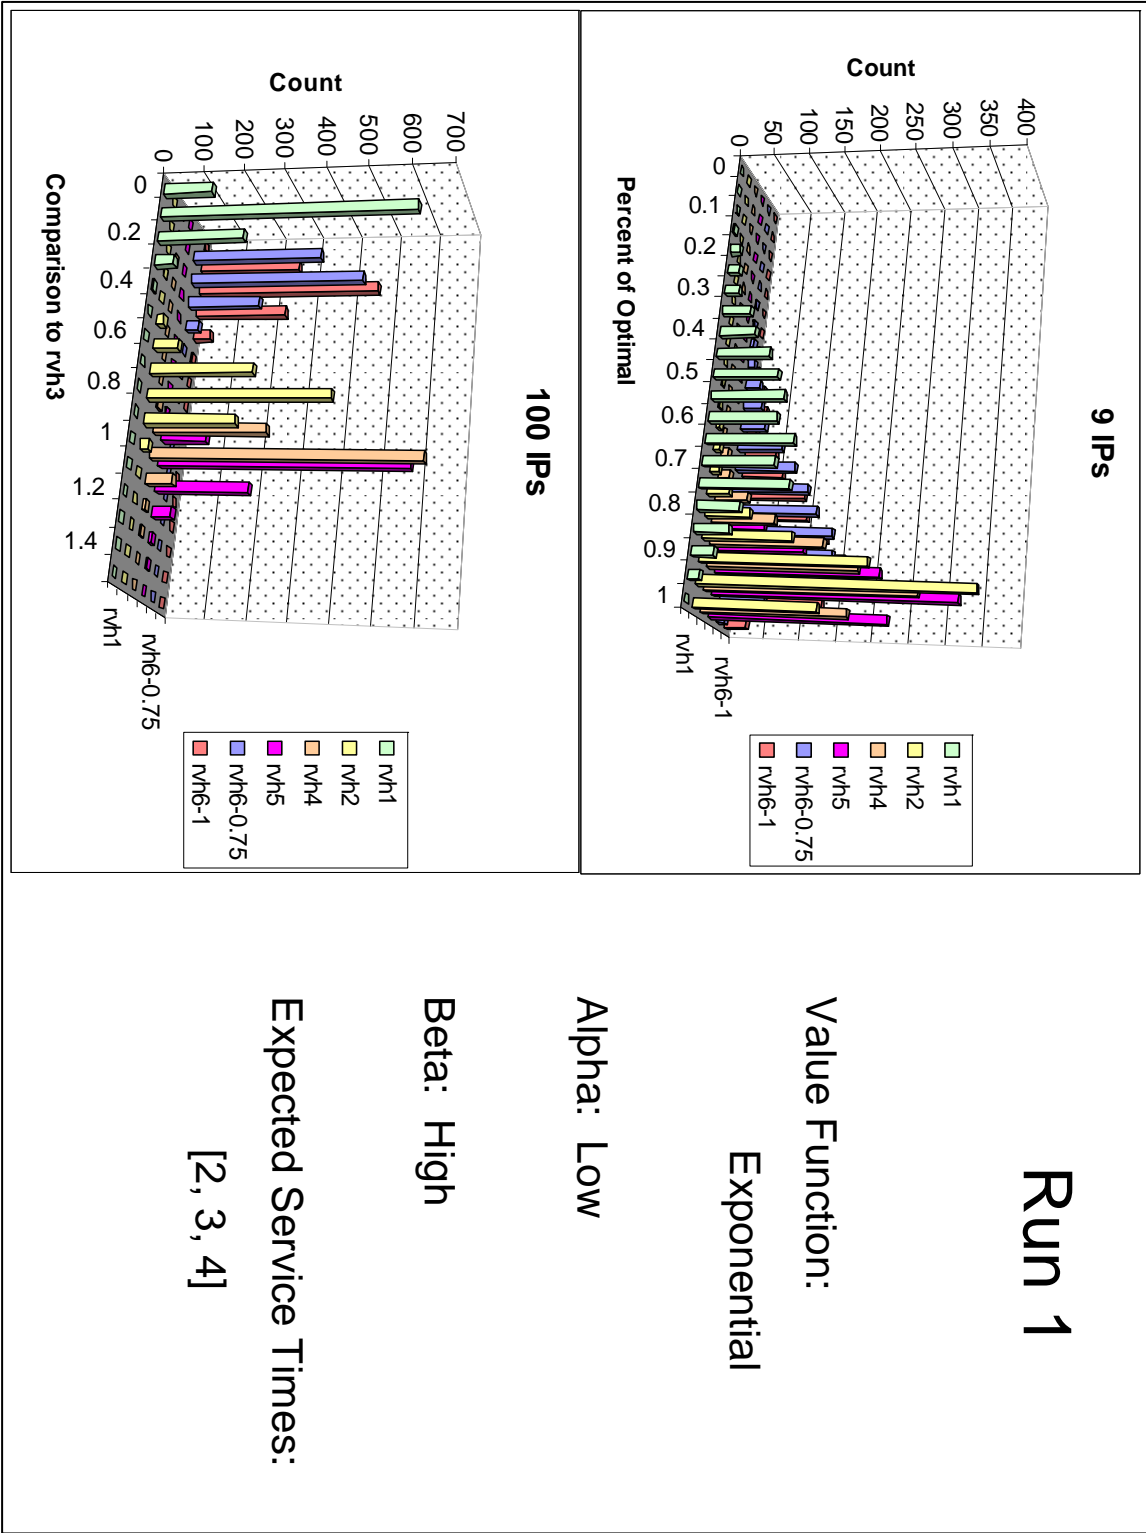 Run 1
9 IPs
Count
400
350
300
250
200
150
100
50
0
0
0.1
0.2
0.3
0.4
0.5
0.6
0.7
0.8
0.9
1
Percent of Optimal
rvh1
rvh6-1
rvh1
rvh2
rvh4
rvh5
rvh6-0.75
rvh6-1
Value Function:
Exponential
Alpha: Low
Beta: High
Expected Service Times:
[2, 3, 4]
100 IPs
Count
700
600
500
400
300
200
100
0
0
0.2
0.4
0.6
0.8
1
1.2
1.4
Comparison to rvh3
rvh1
rvh6-0.75
rvh1
rvh2
rvh4
rvh5
rvh6-0.75
rvh6-1